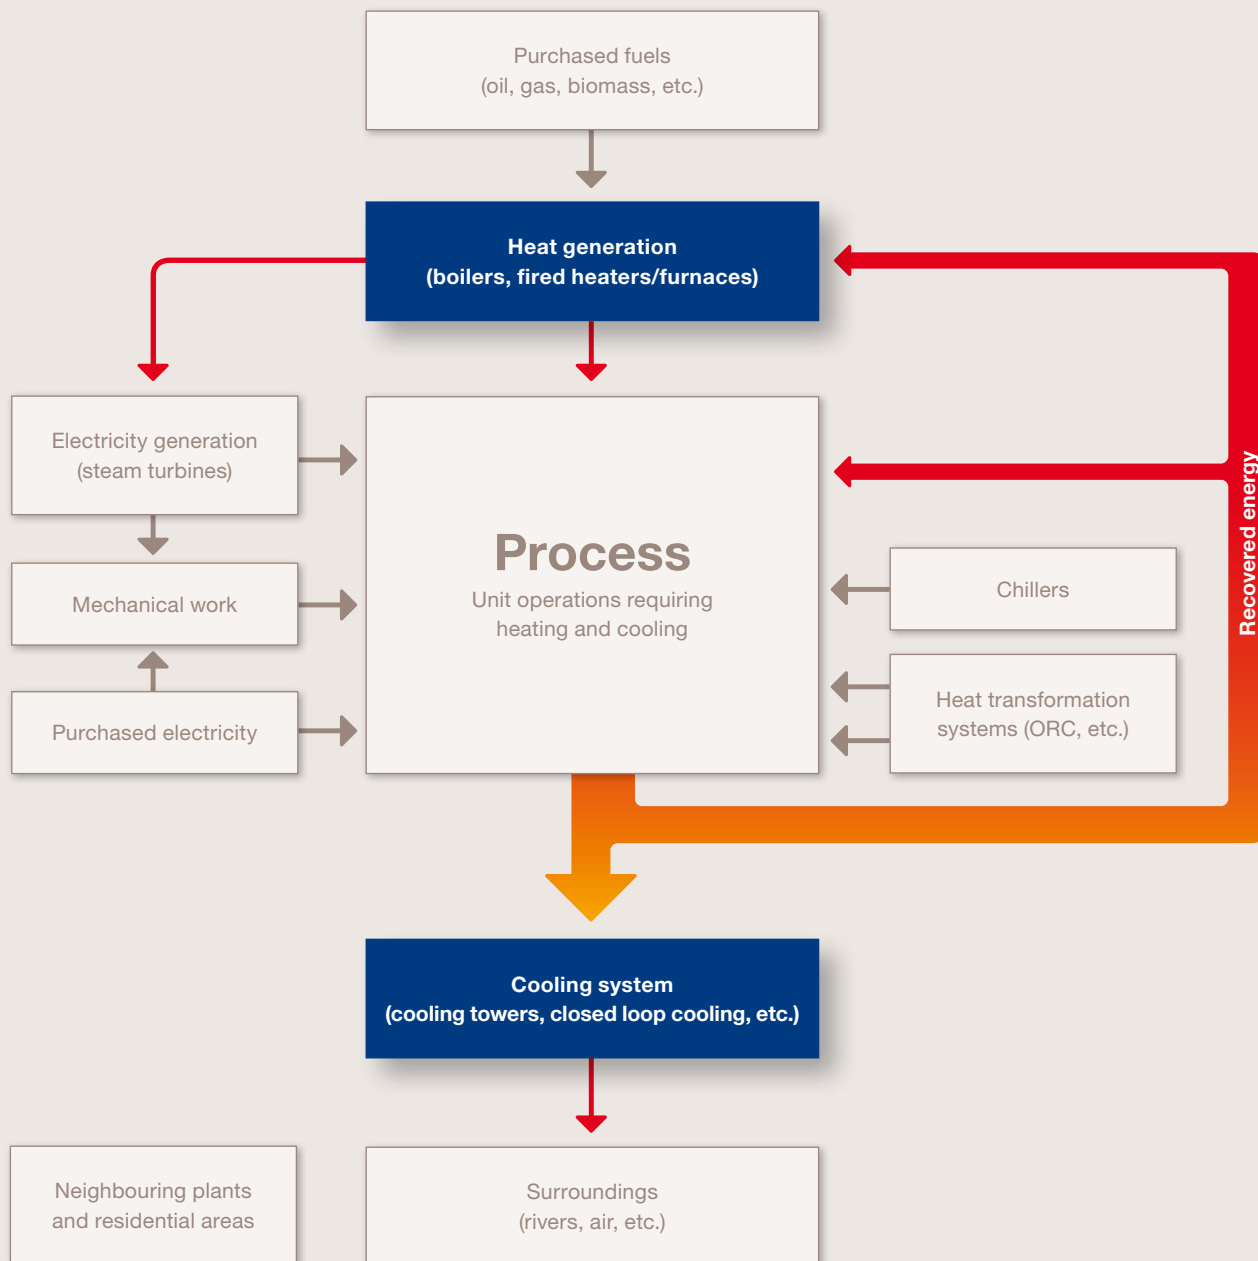 Purchased fuels
(oil, gas, biomass, etc.)
Heat generation
(boilers, fired heaters/furnaces)
Electricity generation
(steam turbines)
Mechanical work
Purchased electricity
Process
Unit operations requiring
heating and cooling
Chillers
Heat transformation
systems (ORC, etc.)
Recovered energy
Cooling system
(cooling towers, closed loop cooling, etc.)
Neighbouring plants
and residential areas
Surroundings
(rivers, air, etc.)